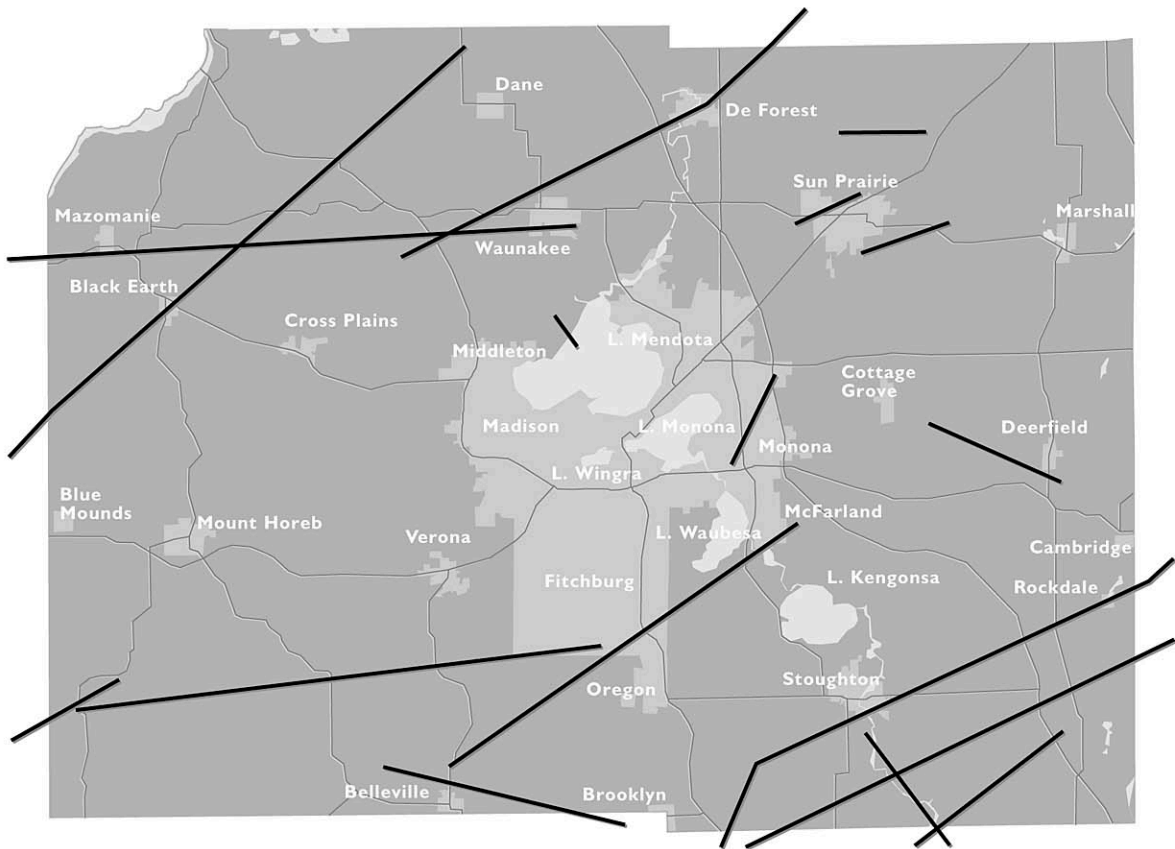 Dane
De Forest
Sun Prairie
Mazomanie
Marshall
Waunakee
Black Earth
Cross Plains
L. Mendota
Middleton
Cottage
Grove
Madison
L. Monona
Deerfield
Monona
L. Wingra
Blue
Mounds
Mount Horeb
McFarland
L. Waubesa
Verona
Cambridge
Fitchburg
L. Kengonsa
Rockdale
Stoughton
Oregon
Belleville
Brooklyn